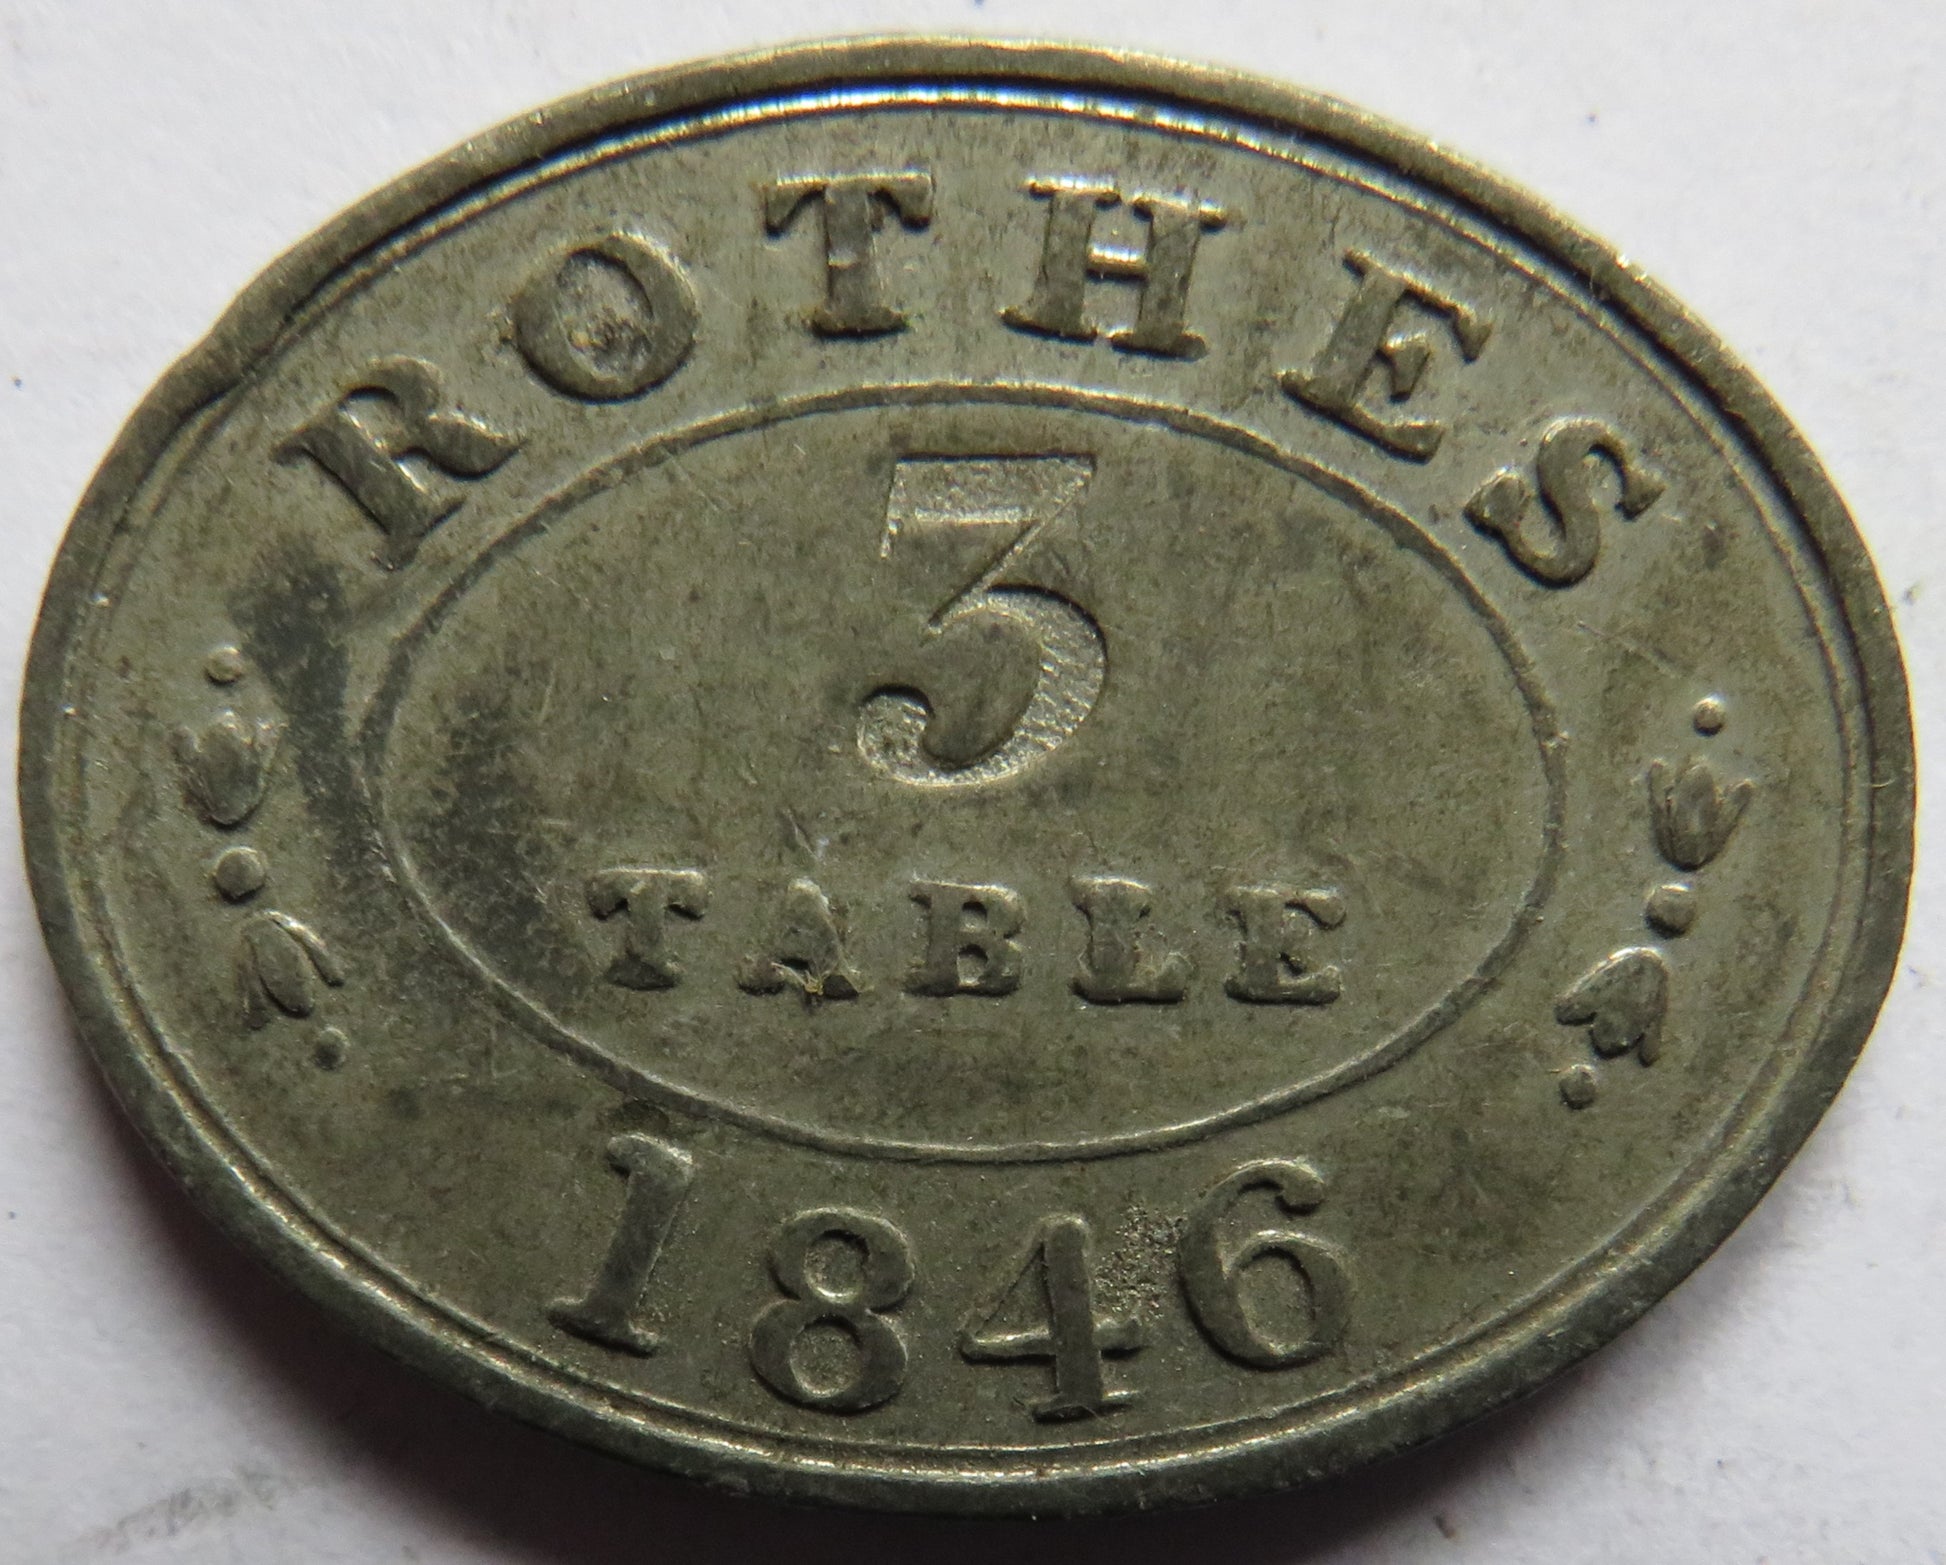 ROTHES
3
TABLE
1846